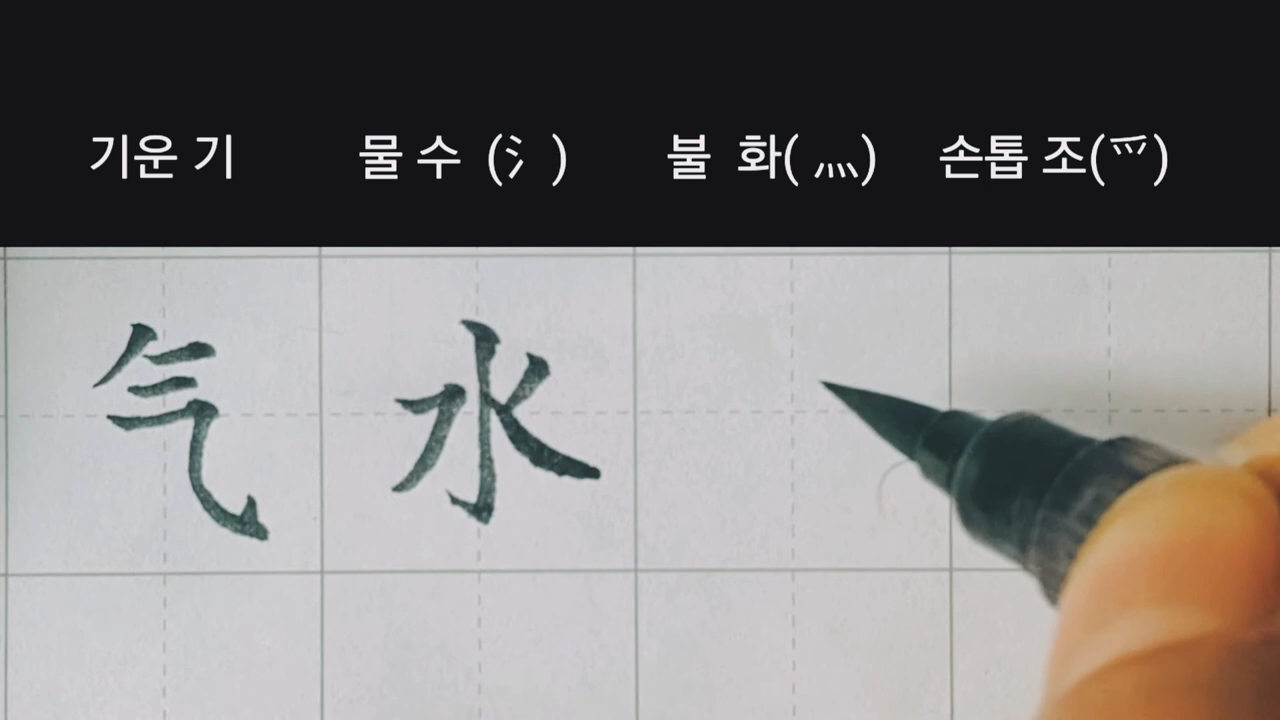 기운 기 물 수 (氵) 불 화(灬) 손톱 조(爫)
气 水